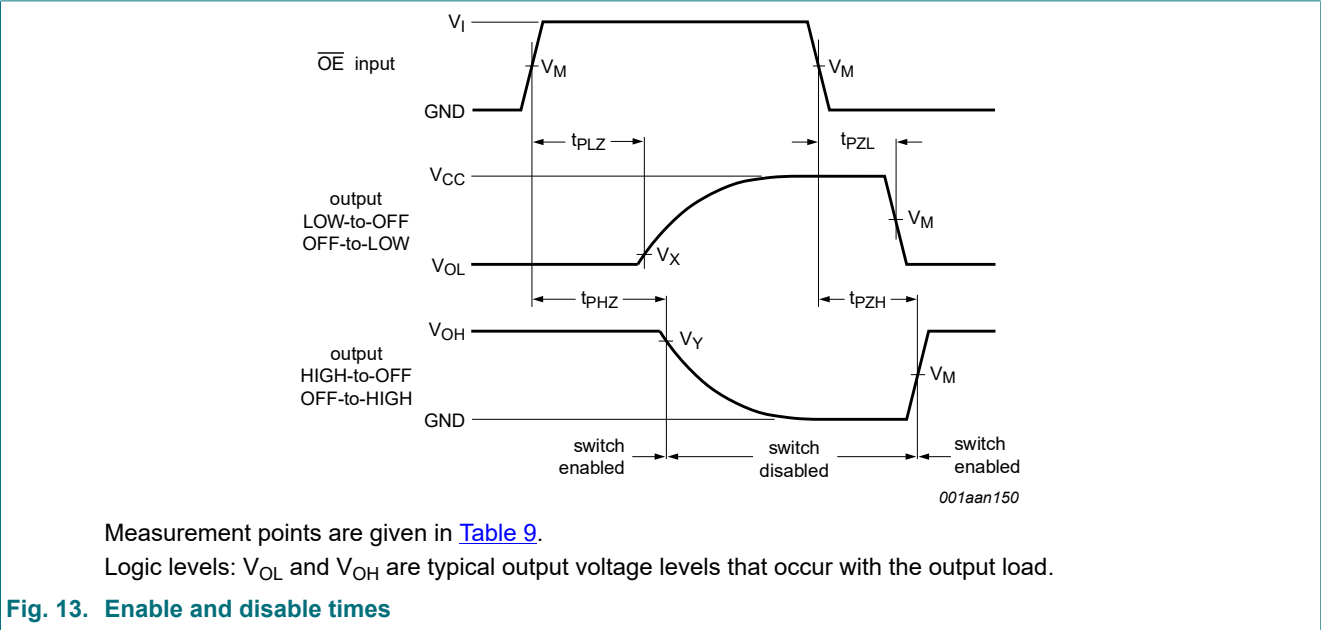 V_I
O̅E̅ input
V_M
V_M
GND
t_PLZ
t_PZL
V_CC
output
LOW-to-OFF
OFF-to-LOW
V_M
V_X
V_OL
t_PHZ
t_PZH
V_OH
V_Y
output
HIGH-to-OFF
OFF-to-HIGH
V_M
GND
switch
enabled
switch
disabled
switch
enabled
001aan150
Measurement points are given in Table 9.
Logic levels: V_OL and V_OH are typical output voltage levels that occur with the output load.
Fig. 13. Enable and disable times